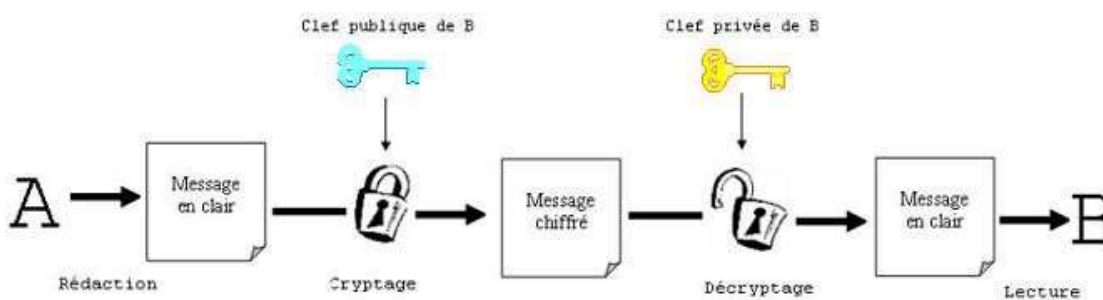 Clef publique de B
Clef privée de B
A
Message
en clair
Message
chiffré
Message
en clair
B
Rédaction
Cryptage
Décryptage
Lecture